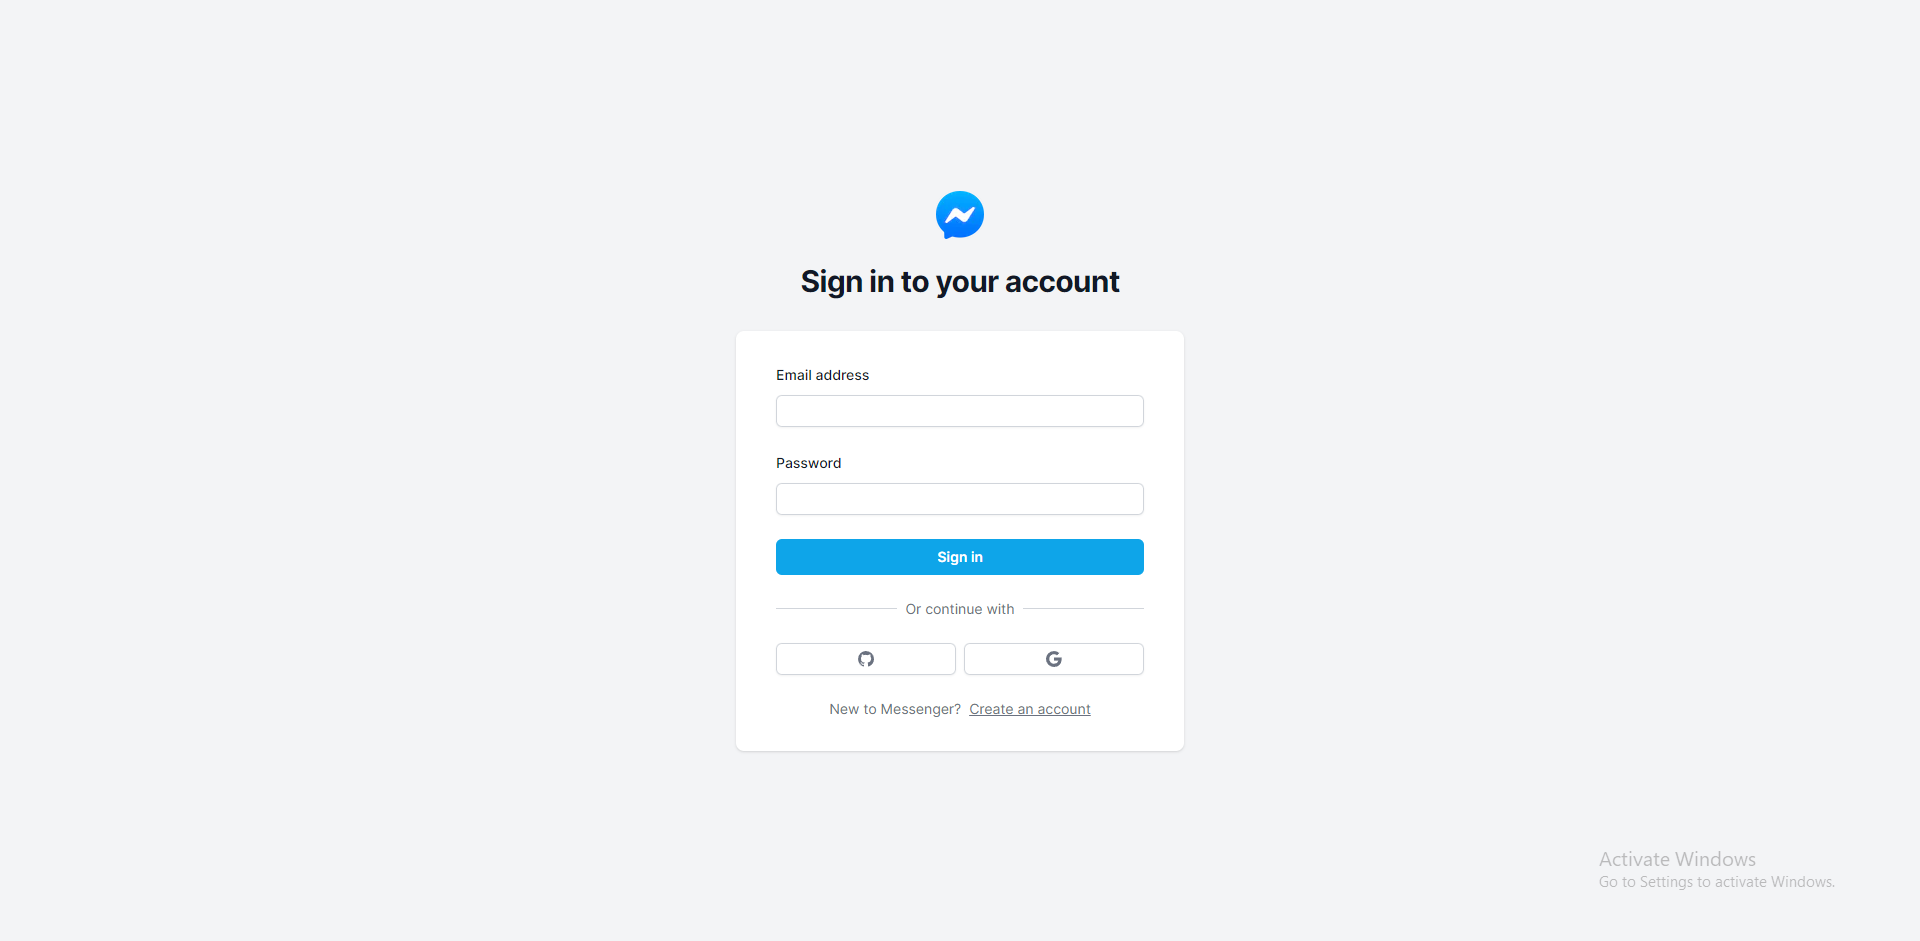 Sign in to your account
Email address
Password
Sign in
Or continue with
New to Messenger? Create an account
Activate Windows
Go to Settings to activate Windows.